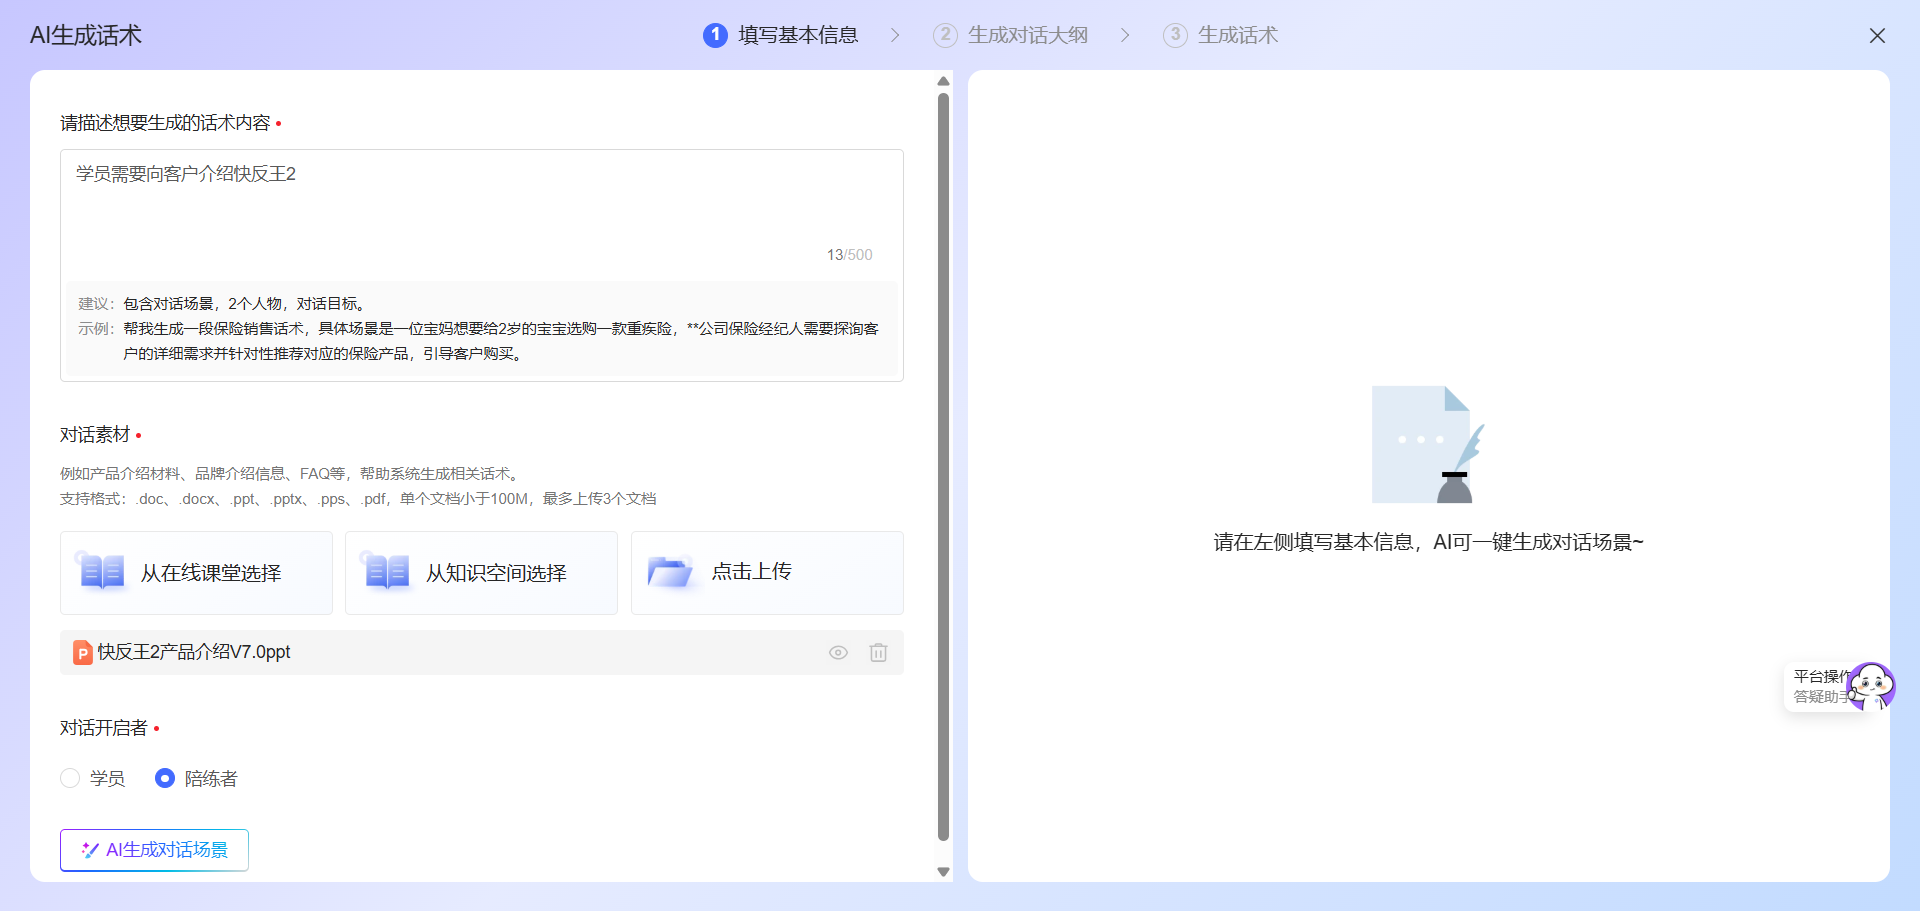 AI生成话术
1 填写基本信息
2 生成对话大纲
3 生成话术
请描述想要生成的话术内容
学员需要向客户介绍快反王2
13/500
建议：包含对话场景，2个人物，对话目标。
示例：帮我生成一段保险销售话术，具体场景是一位宝妈想要给2岁的宝宝选购一款重疾险，**公司保险经纪人需要探询客
户的详细需求并针对性推荐对应的保险产品，引导客户购买。
对话素材
例如产品介绍材料、品牌介绍信息、FAQ等，帮助系统生成相关话术。
支持格式：.doc、.docx、.ppt、.pptx、.pps、.pdf，单个文档小于100M，最多上传3个文档
从在线课堂选择
从知识空间选择
点击上传
P 快反王2产品介绍V7.0ppt
对话开启者
学员
陪练者
AI生成对话场景
请在左侧填写基本信息，AI可一键生成对话场景~
平台操作
答疑助手